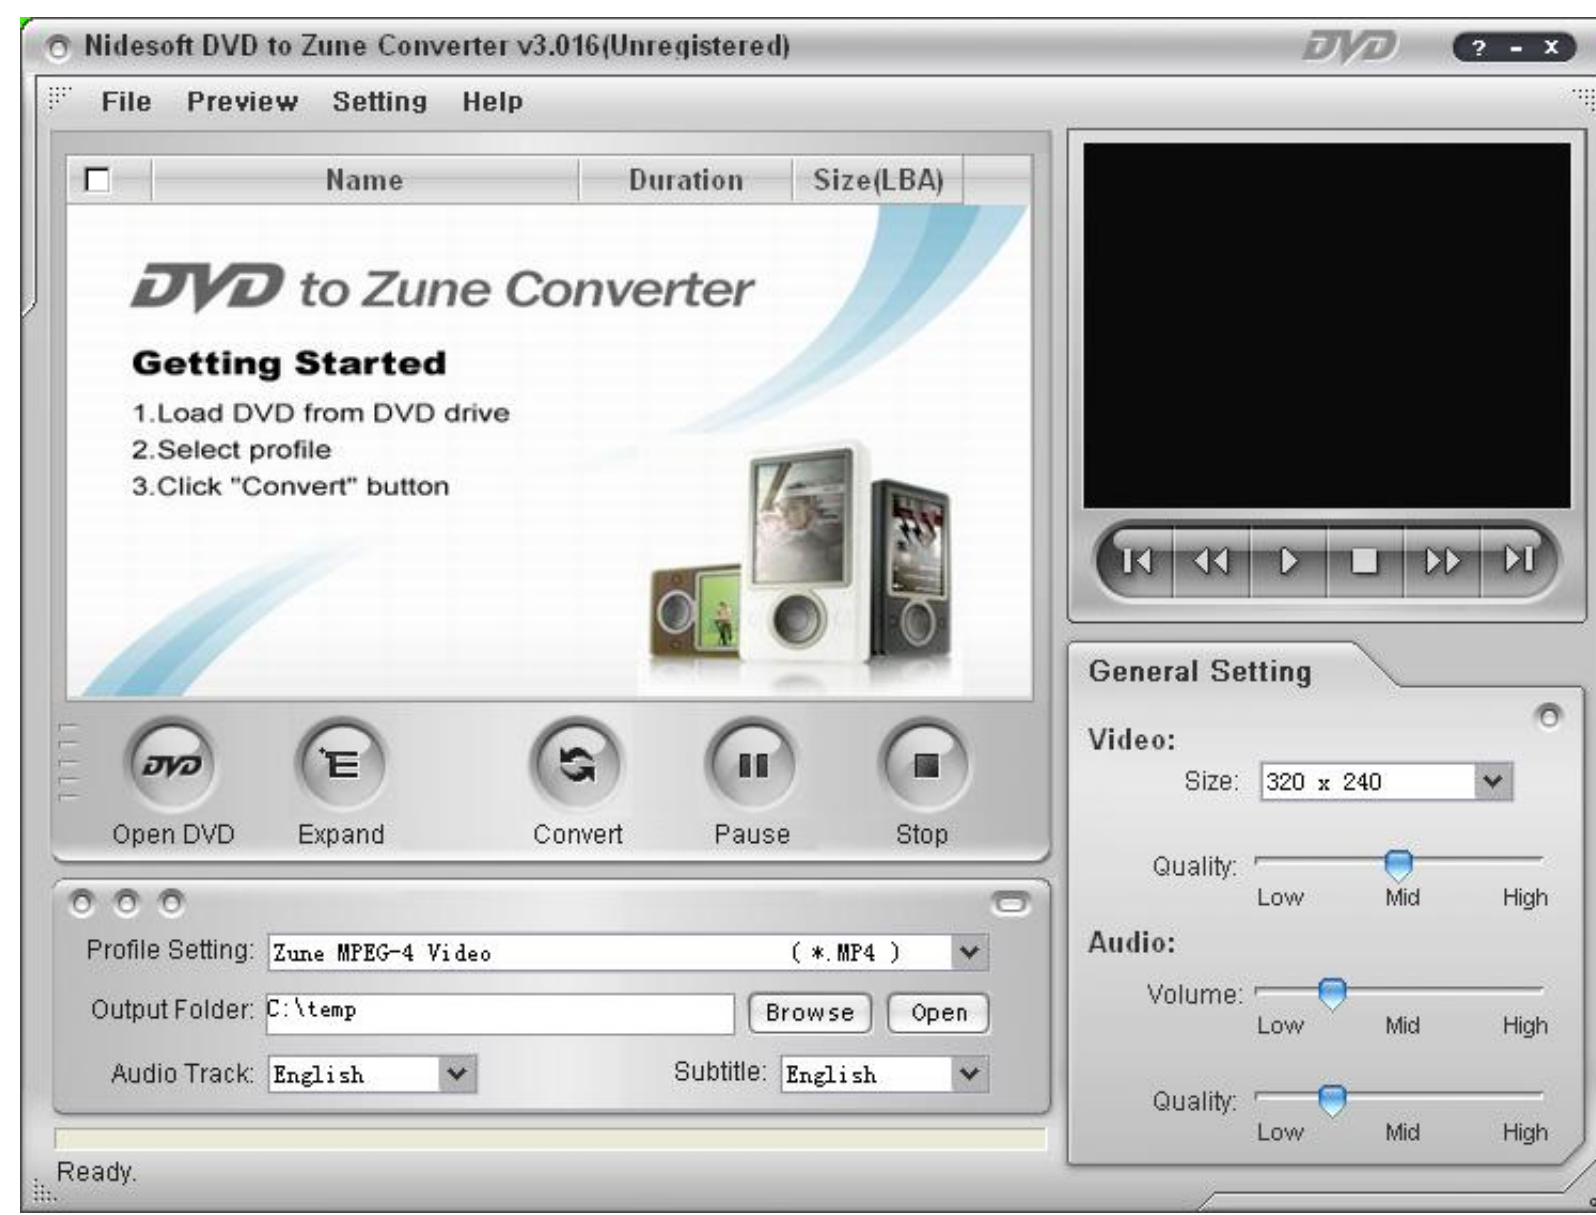 Nidesoft DVD to Zune Converter v3.016(Unregistered)
DVD
? - X
File Preview Setting Help
Name Duration Size(LBA)
DVD to Zune Converter
Getting Started
1.Load DVD from DVD drive
2.Select profile
3.Click "Convert" button
DVD
Open DVD Expand Convert Pause Stop
Profile Setting: Zune MPEG-4 Video (*.MP4 )
Output Folder: C:\temp Browse Open
Audio Track: English Subtitle: English
Ready.
General Setting
Video:
Size: 320 x 240
Quality:
Low Mid High
Audio:
Volume:
Low Mid High
Quality:
Low Mid High